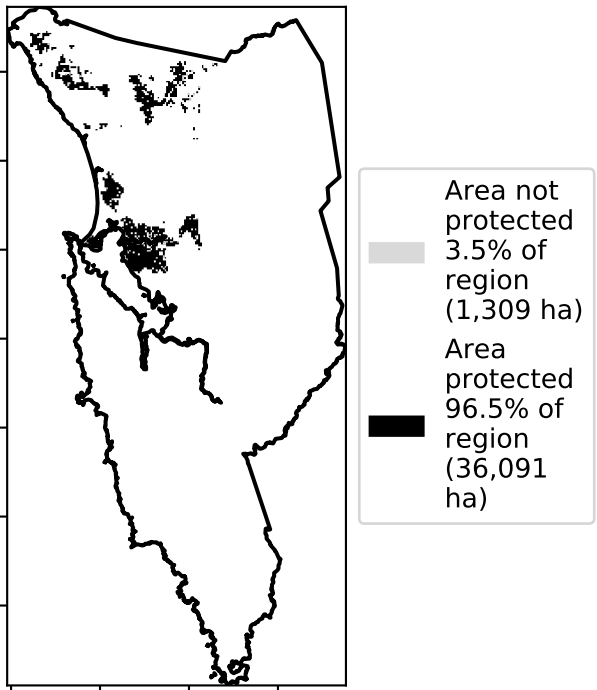 Area not
protected
3.5% of
region
(1,309 ha)
Area
protected
96.5% of
region
(36,091
ha)